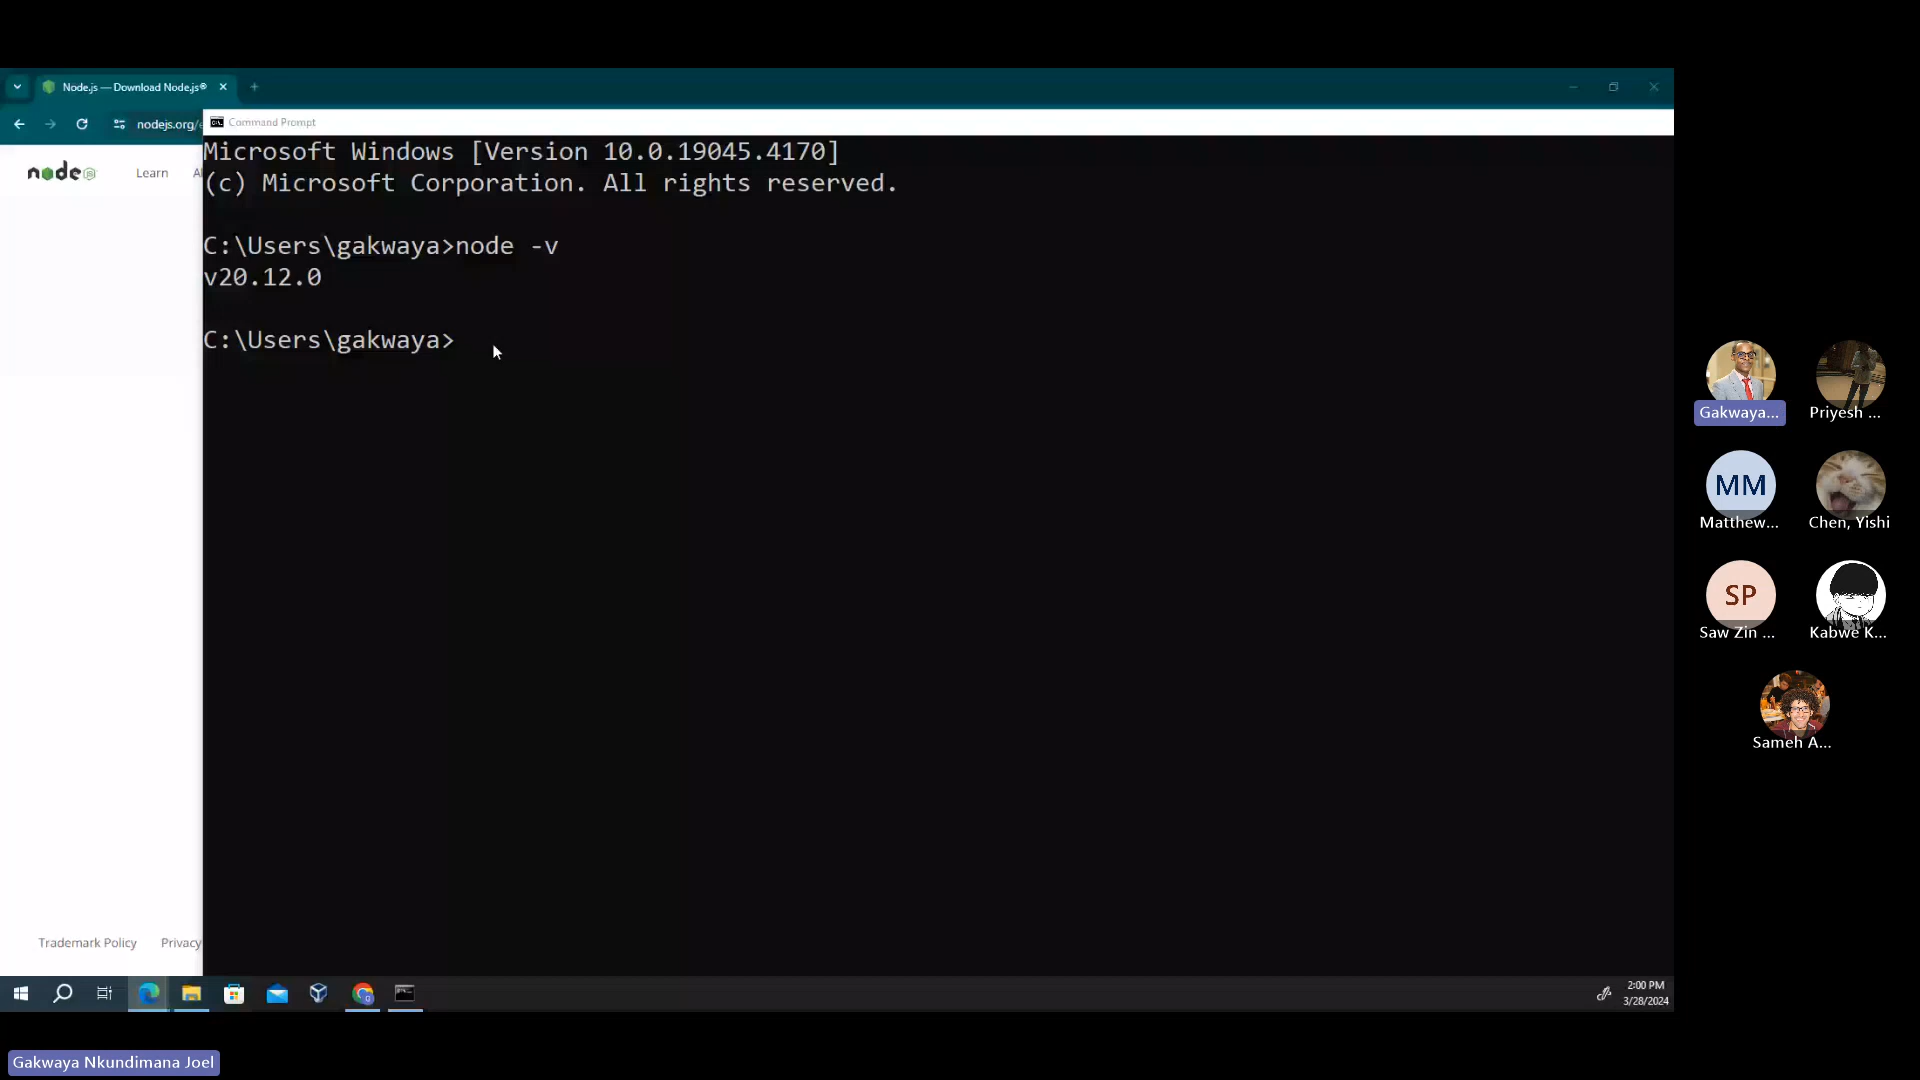 Node.js — Download Node.js®
nodejs.org/e
Command Prompt
node
Learn
Microsoft Windows [Version 10.0.19045.4170]
(c) Microsoft Corporation. All rights reserved.
C:\Users\gakwaya>node -v
v20.12.0
C:\Users\gakwaya>
Gakwaya...
Priyesh ...
MM
Matthew...
Chen, Yishi
SP
Saw Zin ...
Kabwe K...
Sameh A...
Trademark Policy
Privacy
2:00 PM
3/28/2024
Gakwaya Nkundimana Joel